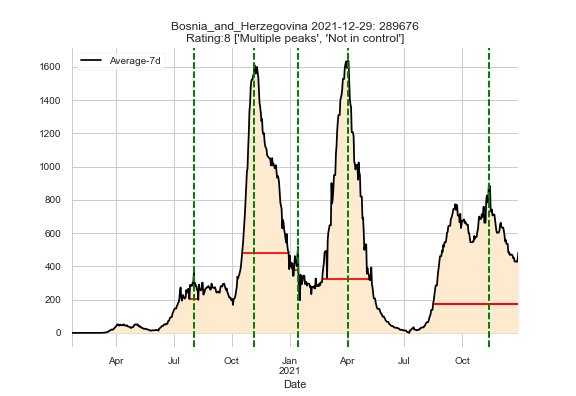 Bosnia_and_Herzegovina 2021-12-29: 289676
Rating:8 ['Multiple peaks', 'Not in control']
Average-7d
1600
1400
1200
1000
800
600
400
200
0
Apr Jul Oct Jan Apr Jul Oct
2021
Date